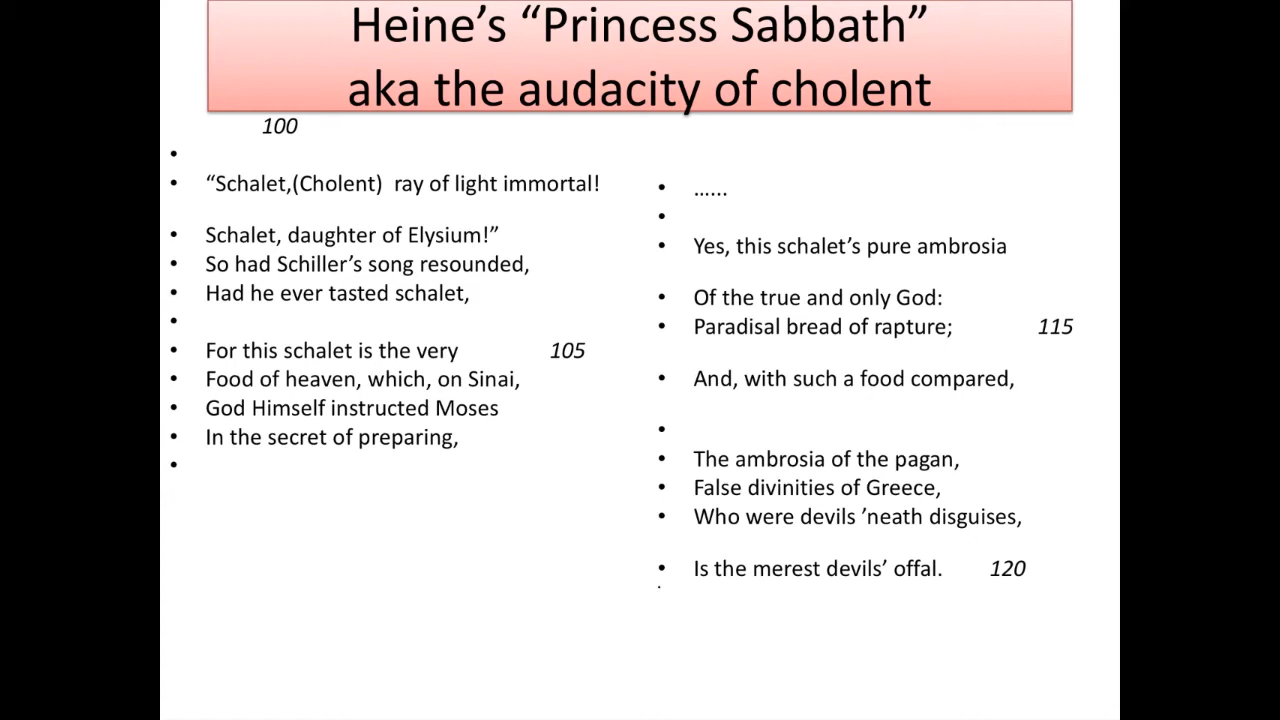 Heine’s “Princess Sabbath”
aka the audacity of cholent
100
•
• “Schalet,(Cholent) ray of light immortal!
• Schalet, daughter of Elysium!”
• So had Schiller’s song resounded,
• Had he ever tasted schalet,
•
• For this schalet is the very 105
• Food of heaven, which, on Sinai,
• God Himself instructed Moses
• In the secret of preparing,
•
• …...
•
• Yes, this schalet’s pure ambrosia
• Of the true and only God:
• Paradisal bread of rapture; 115
• And, with such a food compared,
•
• The ambrosia of the pagan,
• False divinities of Greece,
• Who were devils ’neath disguises,
• Is the merest devils’ offal. 120
•